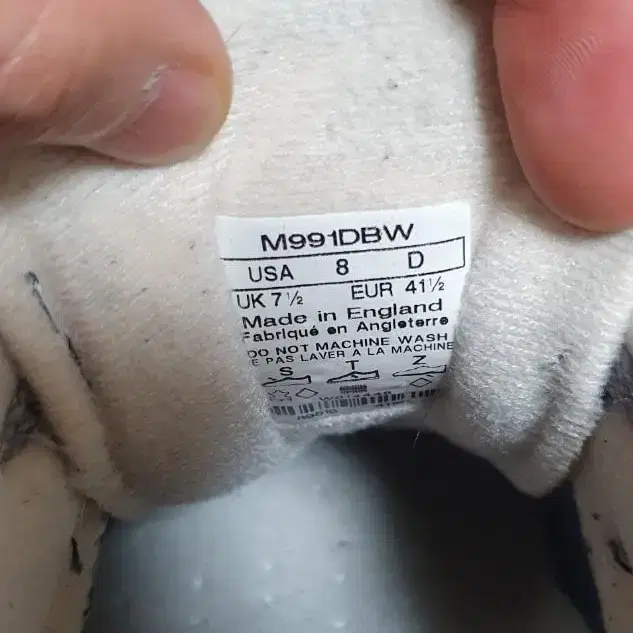 M991DBW
USA 8 D
UK 7½ EUR 41½
Made in England
Fabriqué en Angleterre
DO NOT MACHINE WASH
E PAS LAVER A LA MACHINE
S T Z